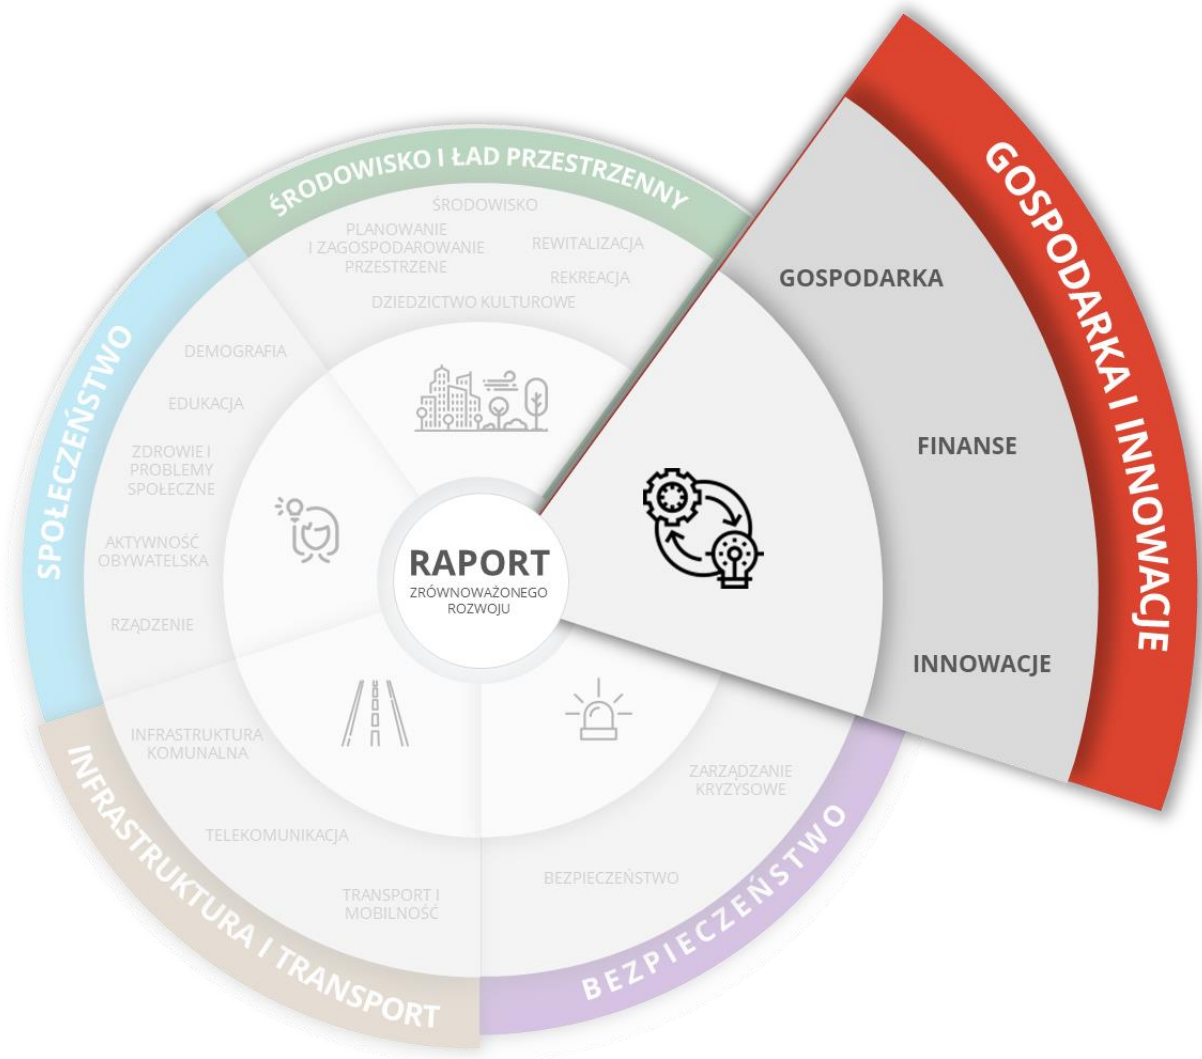 ŚRODOWISKO I ŁAD PRZESTRZENNY
ŚRODOWISKO
PLANOWANIE
I ZAGOSPODAROWANIE
PRZESTRZENE
REWITALIZACJA
REKREACJA
DZIEDZICTWO KULTUROWE
GOSPODARKA I INNOWACJE
GOSPODARKA
FINANSE
INNOWACJE
SPOŁECZEŃSTWO
DEMOGRAFIA
EDUKACJA
ZDROWIE I
PROBLEMY
SPOŁECZNE
AKTYWNOŚĆ
OBYWATELSKA
RZĄDZENIE
RAPORT
ZRÓWNOWAŻONEGO
ROZWOJU
INFRASTRUKTURA I TRANSPORT
INFRASTRUKTURA
KOMUNALNA
TELEKOMUNIKACJA
TRANSPORT I
MOBILNOŚĆ
BEZPIECZEŃSTWO
ZARZĄDZANIE
KRYZYSOWE
BEZPIECZEŃSTWO